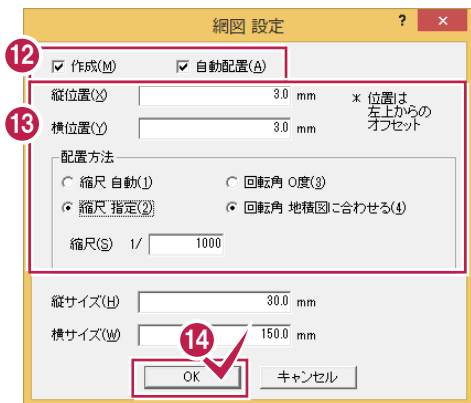 網図 設定 ? ×
12 作成(M) 自動配置(A)
13 縦位置(X) 3.0 mm * 位置は
左上からの
オフセット
横位置(Y) 3.0 mm
配置方法
縮尺 自動(1) 回転角 0度(3)
縮尺 指定(2) 回転角 地積図に合わせる(4)
縮尺(S) 1/ 1000
縦サイズ(H) 30.0 mm
横サイズ(W) 150.0 mm
14 OK キャンセル